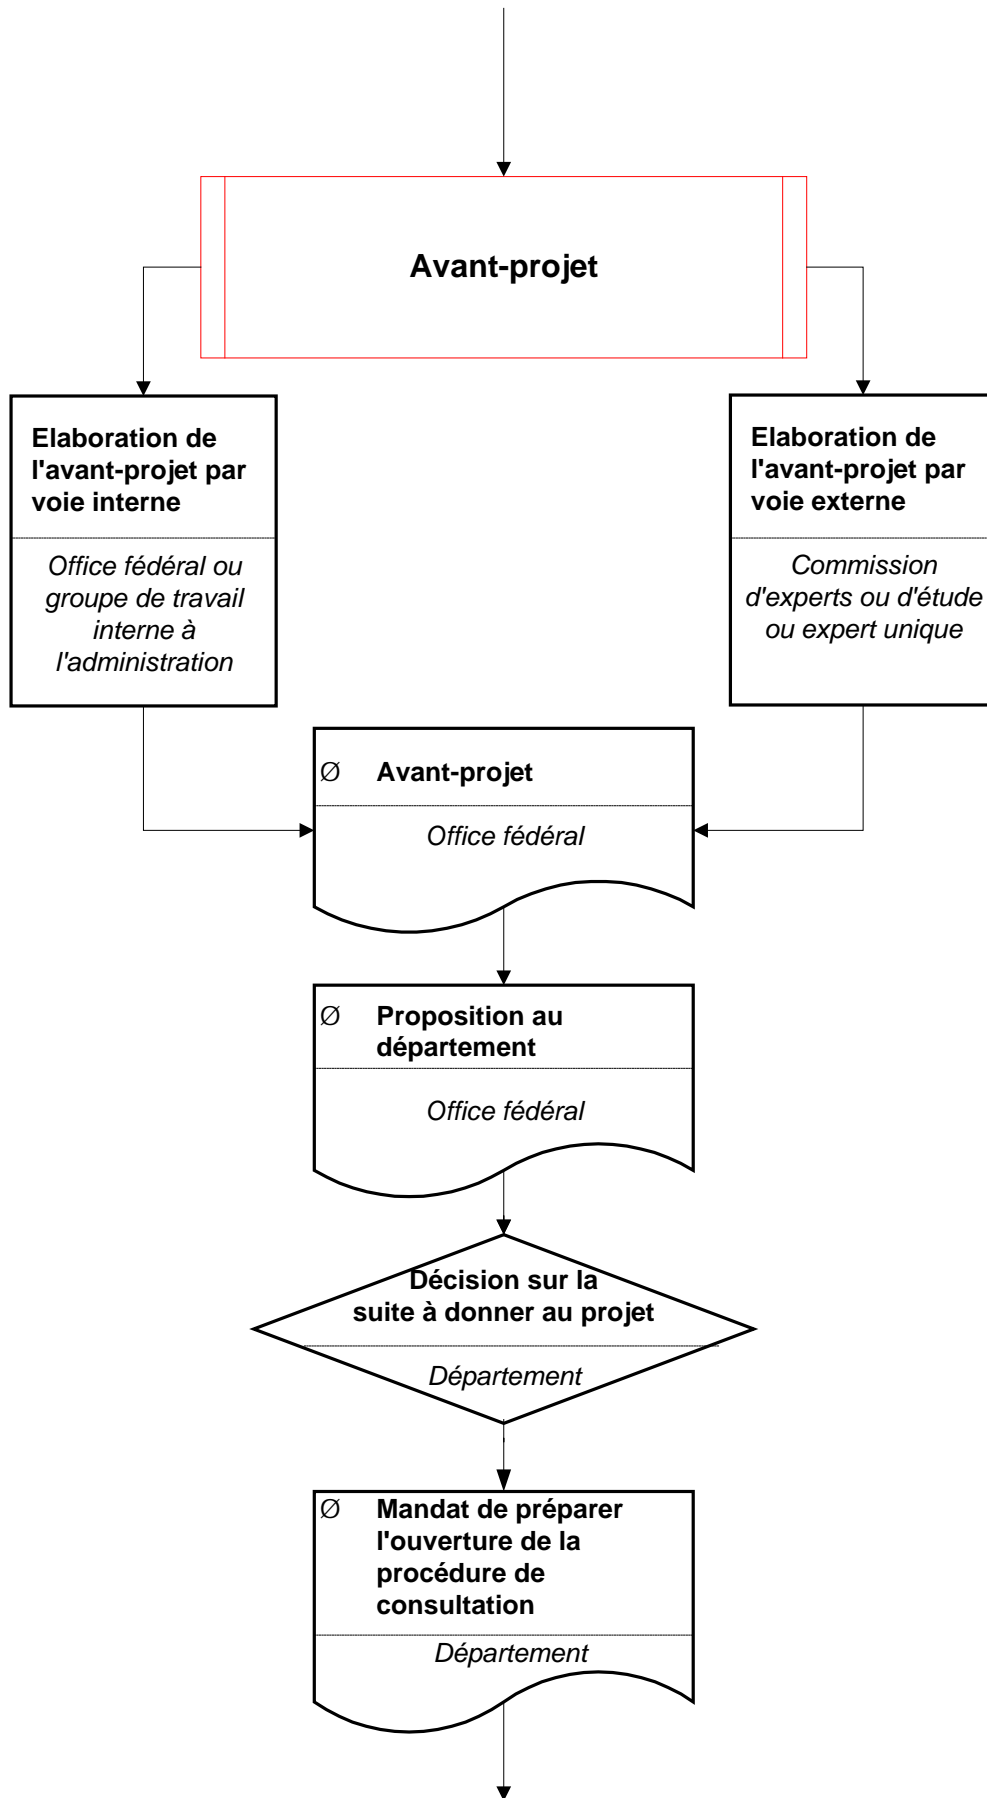 Avant-projet
Elaboration de
l'avant-projet par
voie interne
Office fédéral ou
groupe de travail
interne à
l'administration
Elaboration de
l'avant-projet par
voie externe
Commission
d'experts ou d'étude
ou expert unique
Ø Avant-projet
Office fédéral
Ø Proposition au
département
Office fédéral
Décision sur la
suite à donner au projet
Département
Ø Mandat de préparer
l'ouverture de la
procédure de
consultation
Département